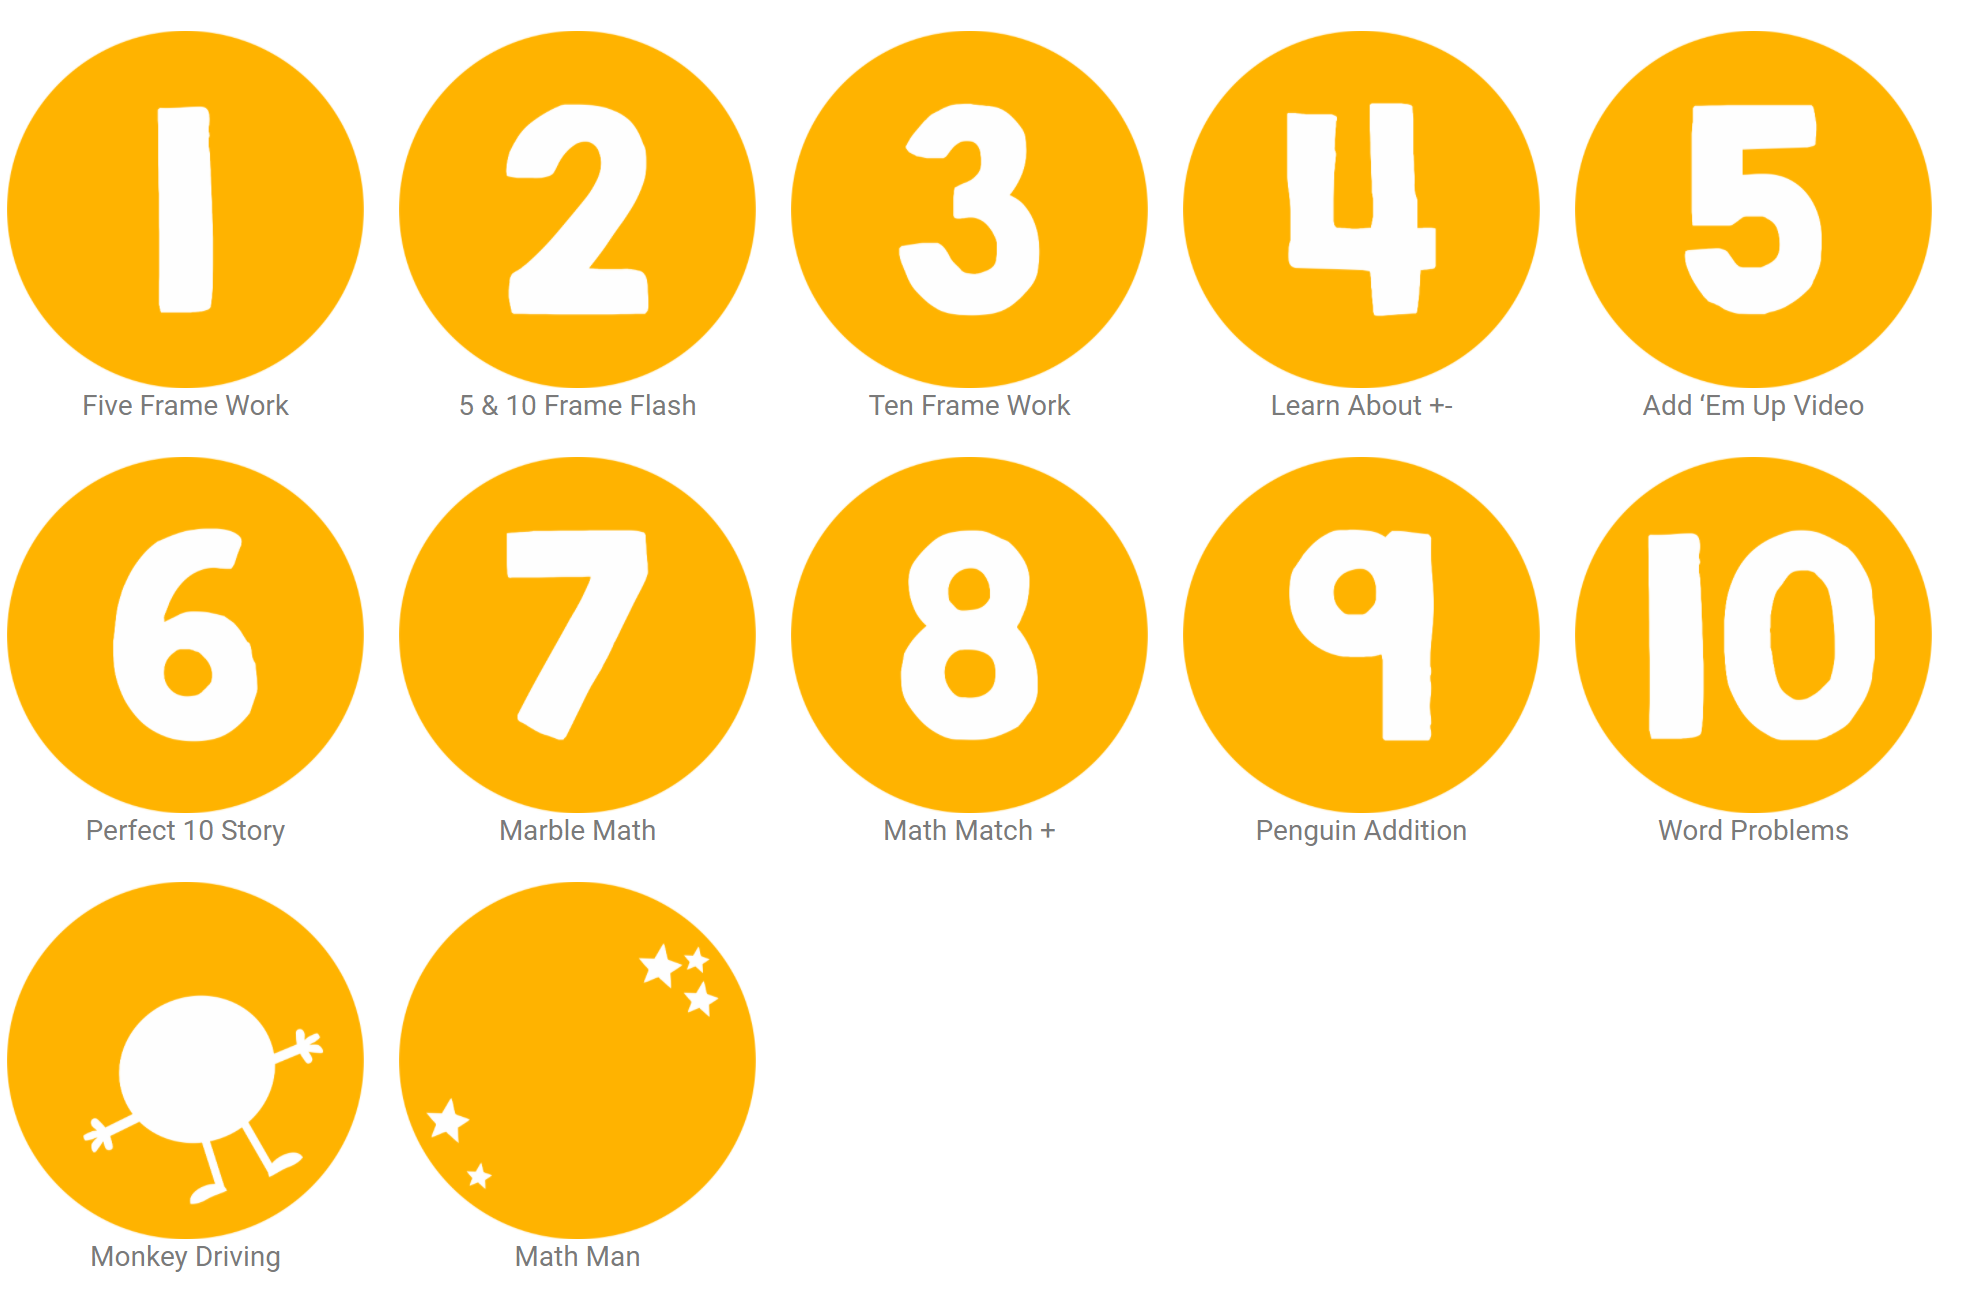 1 2 3 4 5
Five Frame Work 5 & 10 Frame Flash Ten Frame Work Learn About +- Add ‘Em Up Video
6 7 8 9 10
Perfect 10 Story Marble Math Math Match + Penguin Addition Word Problems
Monkey Driving Math Man